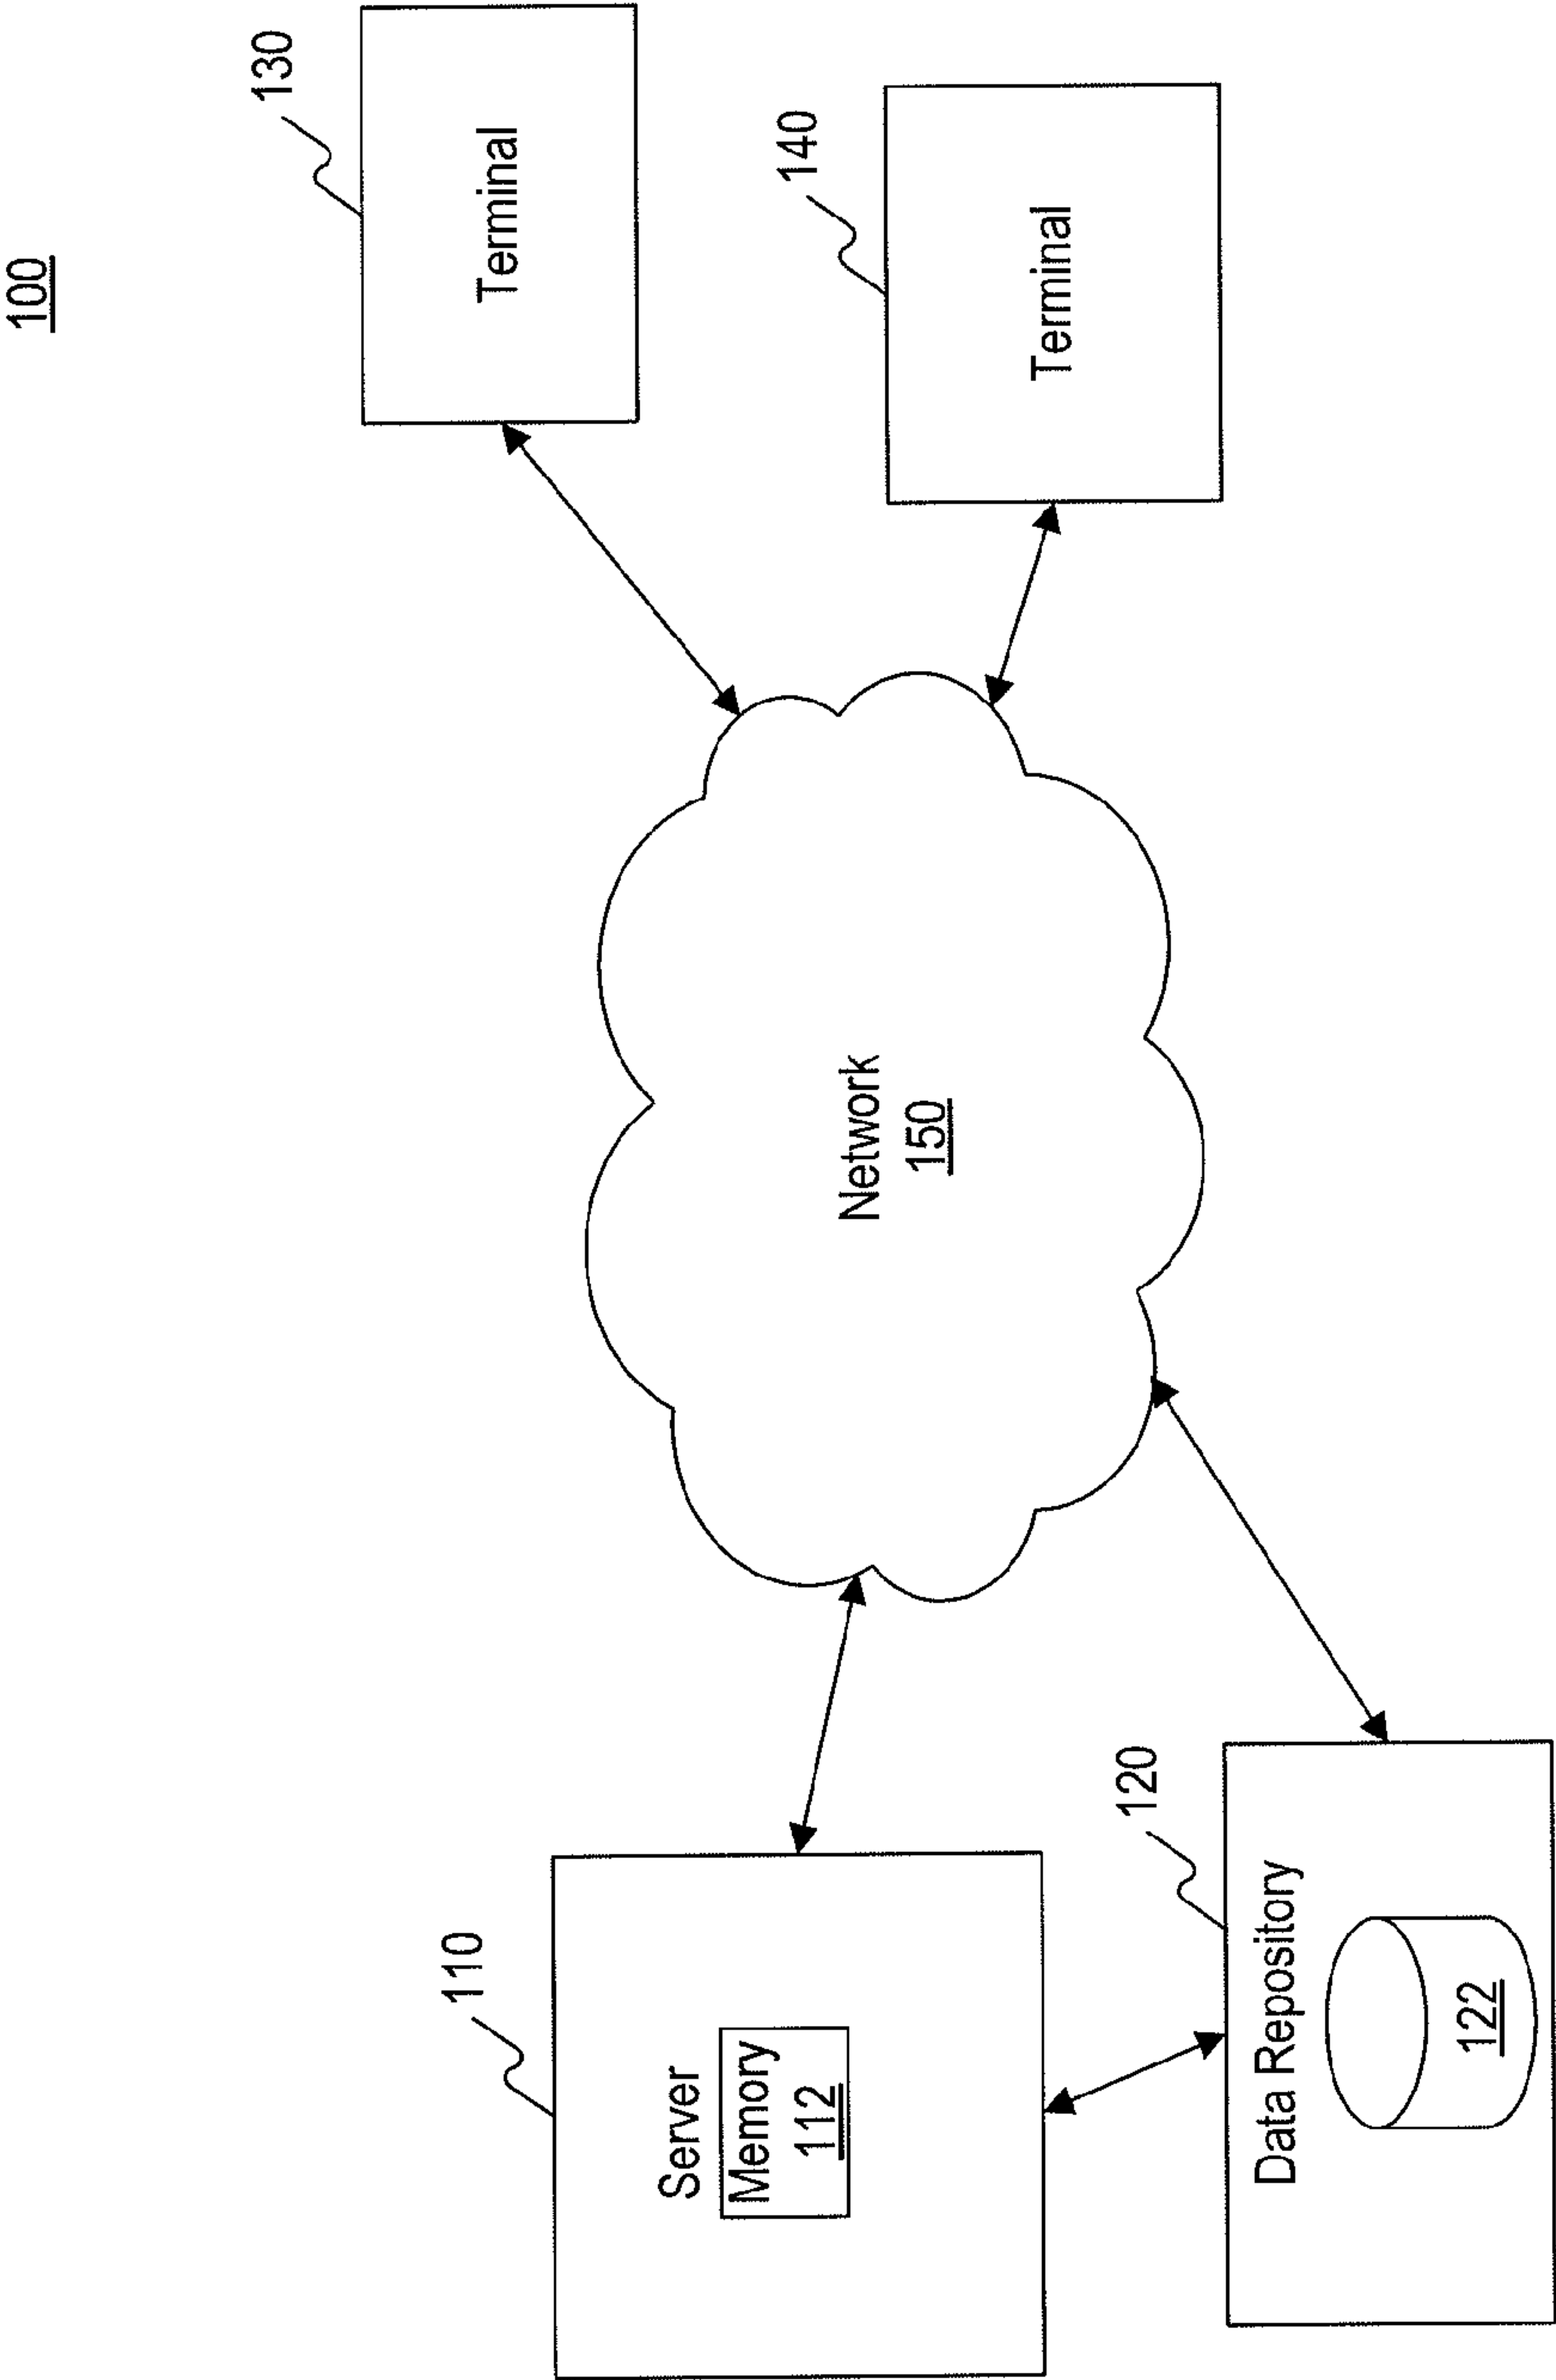 100
130
Terminal
140
Terminal
Network
150
110
Server
Memory
112
120
Data Repository
122